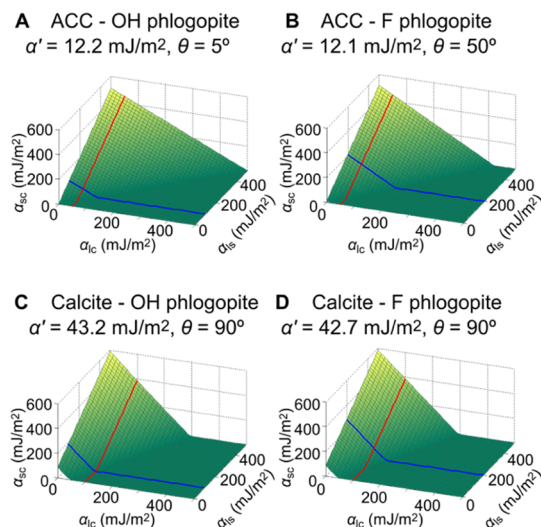 A ACC - OH phlogopite
α′ = 12.2 mJ/m², θ = 5º
600
400
200
0
αsc (mJ/m²)
0
200
400
αlc (mJ/m²)
0
200
400
αls (mJ/m²)
B ACC - F phlogopite
α′ = 12.1 mJ/m², θ = 50º
600
400
200
0
αsc (mJ/m²)
0
200
400
αlc (mJ/m²)
0
200
400
αls (mJ/m²)
C Calcite - OH phlogopite
α′ = 43.2 mJ/m², θ = 90º
600
400
200
0
αsc (mJ/m²)
0
200
400
αlc (mJ/m²)
0
200
400
αls (mJ/m²)
D Calcite - F phlogopite
α′ = 42.7 mJ/m², θ = 90º
600
400
200
0
αsc (mJ/m²)
0
200
400
αlc (mJ/m²)
0
200
400
αls (mJ/m²)